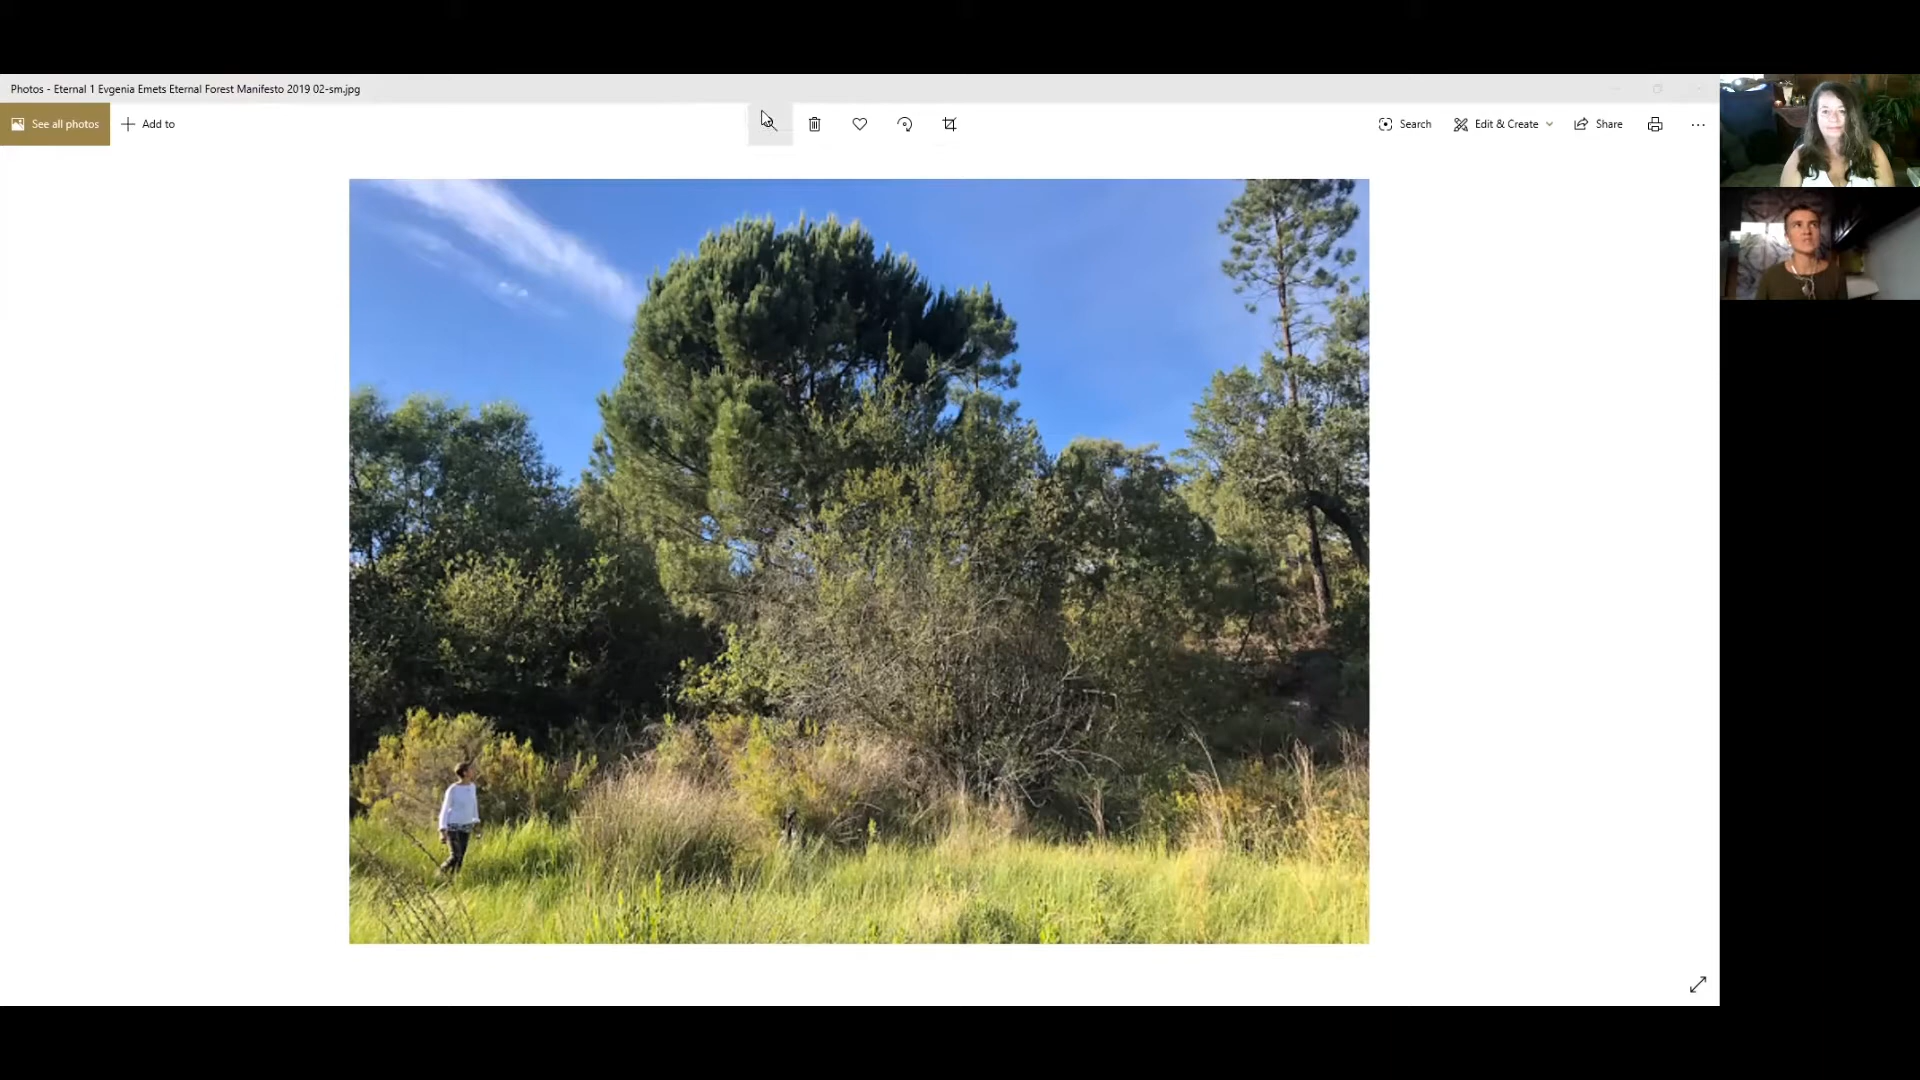 Photos - Eternal 1 Evgenia Emets Eternal Forest Manifesto 2019 02-sm.jpg
See all photos
Add to
Search
Edit & Create
Share